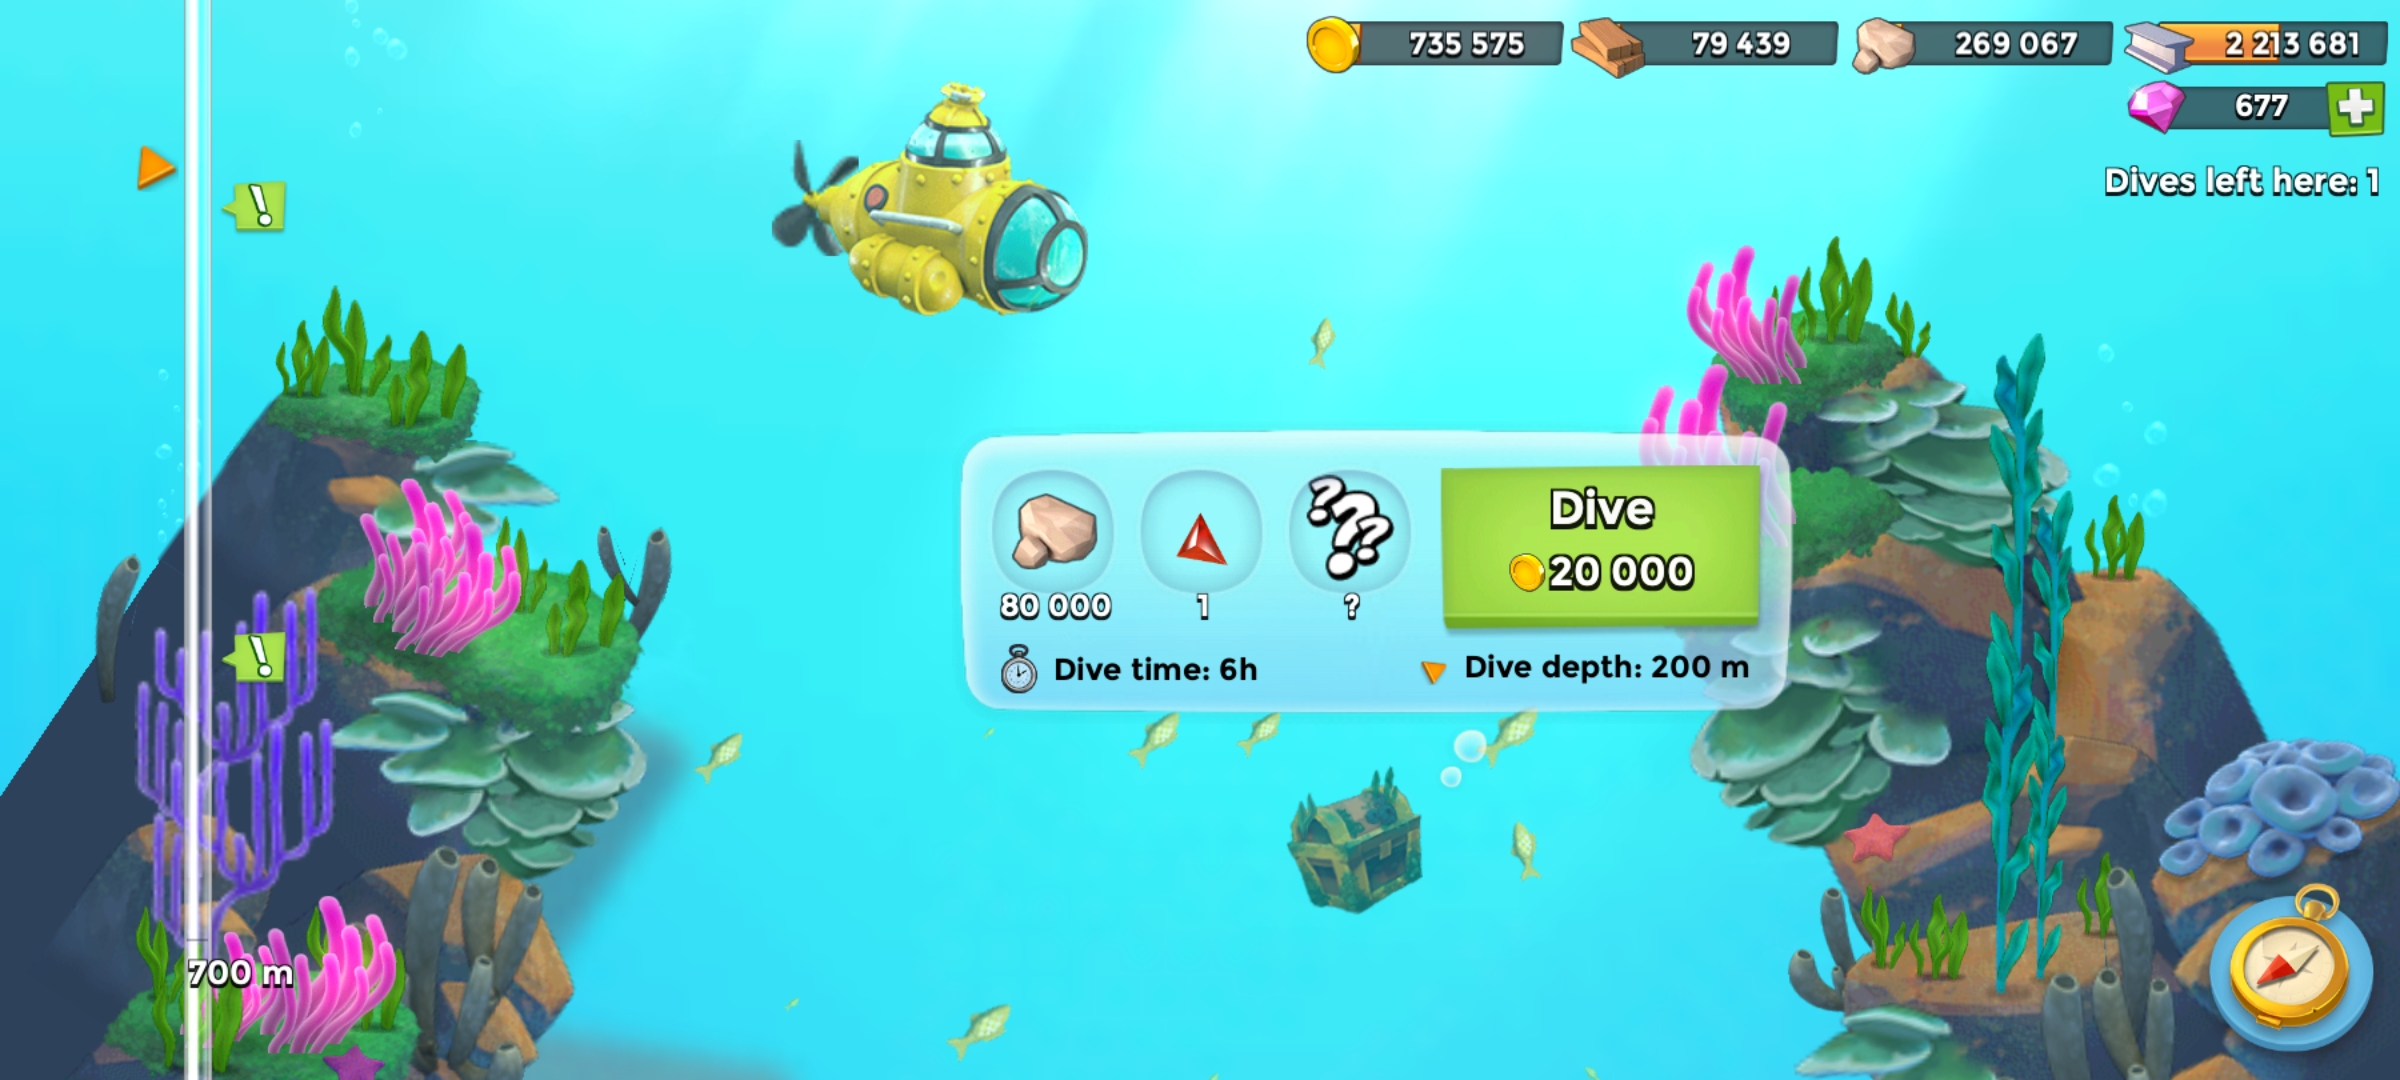 735 575
79 439
269 067
2 213 681
677
Dives left here: 1
!
80 000
1
???
?
Dive
20 000
Dive time: 6h
Dive depth: 200 m
!
700 m